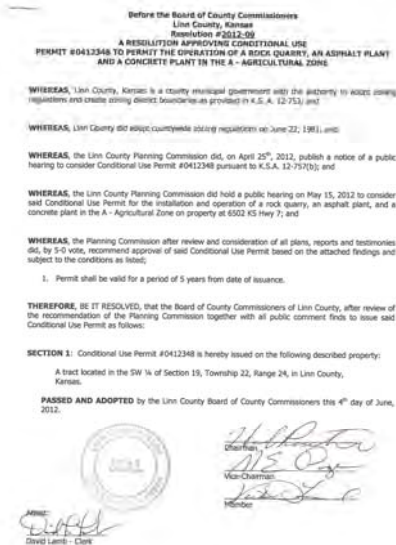 Before the Board of County Commissioners
Linn County, Kansas
Resolution #2012-09
A RESOLUTION APPROVING CONDITIONAL USE
PERMIT #0412348 TO PERMIT THE OPERATION OF A ROCK QUARRY, AN ASPHALT PLANT
AND A CONCRETE PLANT IN THE A - AGRICULTURAL ZONE
WHEREAS, Linn County, Kansas is a county municipal government with the authority to adopt zoning
regulations and create zoning district boundaries as provided in K.S.A. 12-753; and
WHEREAS, Linn County did adopt countywide zoning regulations on June 22, 1981; and
WHEREAS, the Linn County Planning Commission did, on April 25th, 2012, publish a notice of a public
hearing to consider Conditional Use Permit #0412348 pursuant to K.S.A. 12-757(b); and
WHEREAS, the Linn County Planning Commission did hold a public hearing on May 15, 2012 to consider
said Conditional Use Permit for the installation and operation of a rock quarry, an asphalt plant, and a
concrete plant in the A - Agricultural Zone on property at 6502 KS Hwy 7; and
WHEREAS, the Planning Commission after review and consideration of all plans, reports and testimonies
did, by 5-0 vote, recommend approval of said Conditional Use Permit based on the attached findings and
subject to the conditions as listed;
1. Permit shall be valid for a period of 5 years from date of issuance.
THEREFORE, BE IT RESOLVED, that the Board of County Commissioners of Linn County, after review of
the recommendation of the Planning Commission together with all public comment finds to issue said
Conditional Use Permit as follows:
SECTION 1: Conditional Use Permit #0412348 is hereby issued on the following described property:
A tract located in the SW ¼ of Section 19, Township 22, Range 24, in Linn County,
Kansas.
PASSED AND ADOPTED by the Linn County Board of County Commissioners this 4th day of June,
2012.
Chairman
Vice-Chairman
Member
Attest:
David Lamb - Clerk